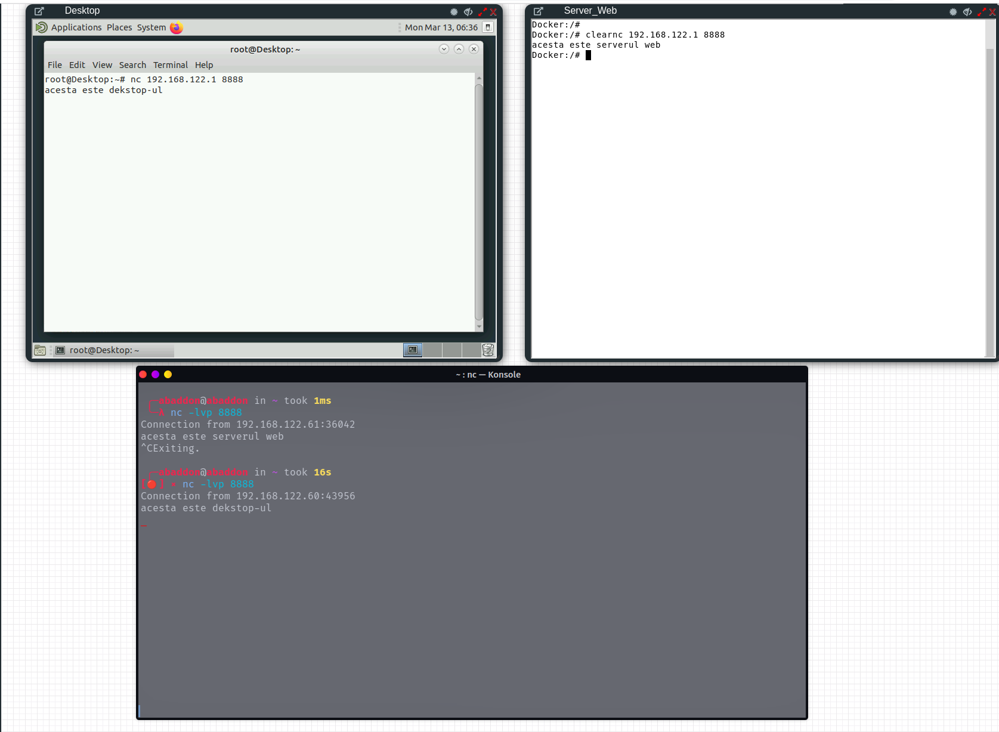 Desktop
Applications Places System
Mon Mar 13, 06:36
root@Desktop: ~
File Edit View Search Terminal Help
root@Desktop:~# nc 192.168.122.1 8888
acesta este dekstop-ul
root@Desktop: ~
Server_Web
Docker:/#
Docker:/# clearnc 192.168.122.1 8888
acesta este serverul web
Docker:/#
~ : nc — Konsole
abaddon@abaddon in ~ took 1ms
nc -lvp 8888
Connection from 192.168.122.61:36042
acesta este serverul web
^CExiting.
abaddon@abaddon in ~ took 16s
[🔴] nc -lvp 8888
Connection from 192.168.122.60:43956
acesta este dekstop-ul